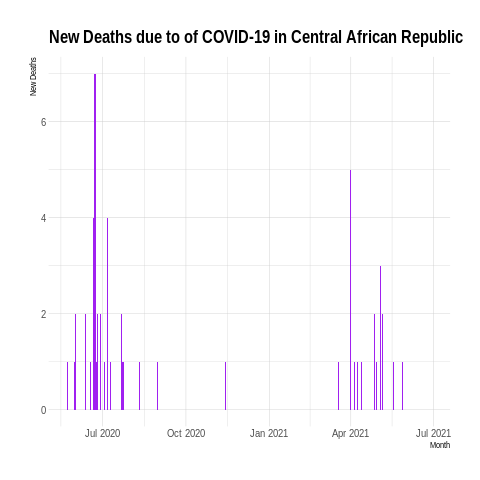 New Deaths due to of COVID-19 in Central African Republic
New Deaths
6
4
2
0
Jul 2020 Oct 2020 Jan 2021 Apr 2021 Jul 2021
Month